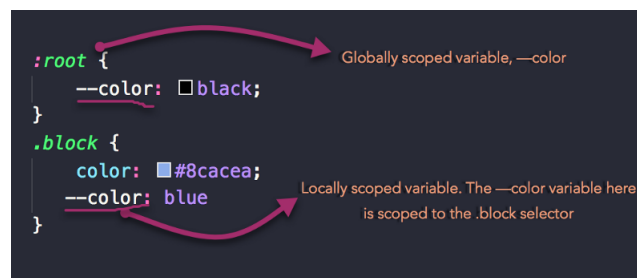 :root {
Globally scoped variable, —color
--color: black;
}
.block {
color: #8cacea;
--color: blue
Locally scoped variable. The —color variable here
is scoped to the .block selector
}